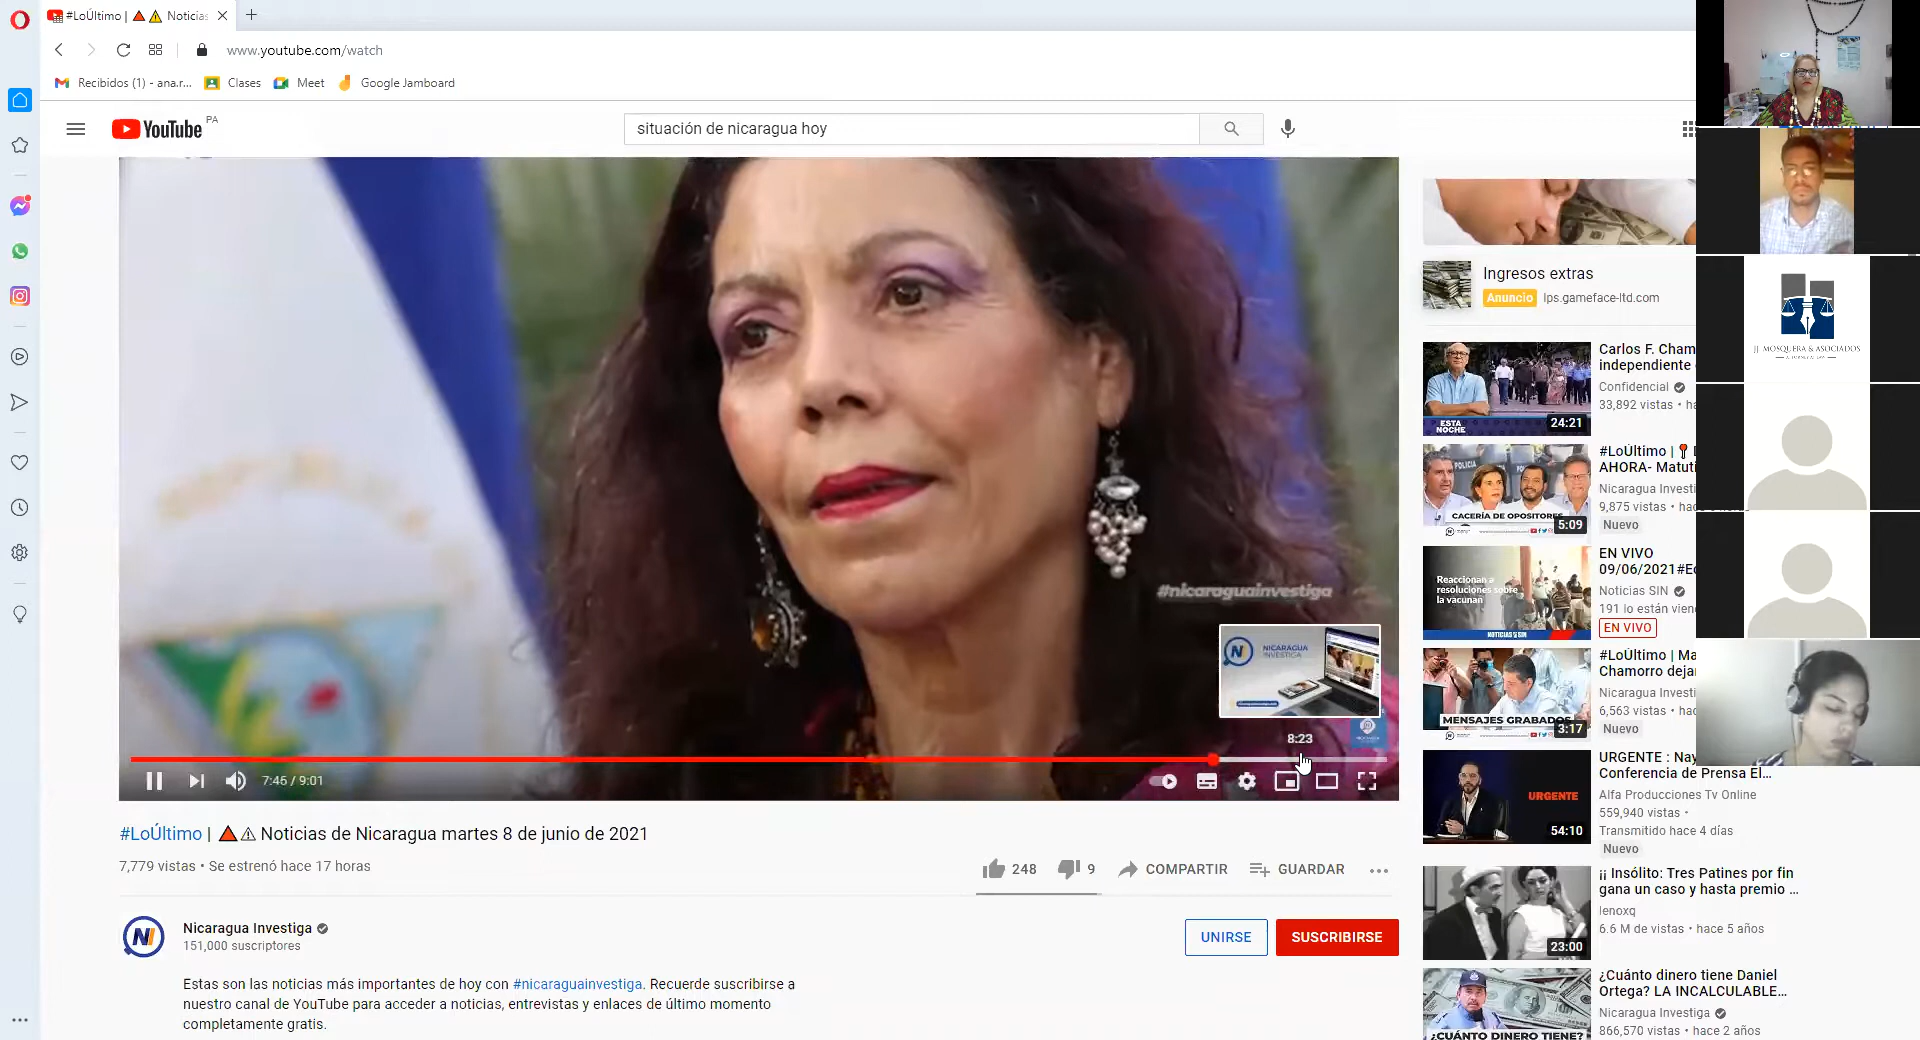 #LoÚltimo | Noticias
www.youtube.com/watch
Recibidos (1) - ana.r...
Clases
Meet
Google Jamboard
YouTube PA
situación de nicaragua hoy
#nicaraguainvestiga
NICARAGUA
INVESTIGA
8:23
7:46 / 9:01
#LoÚltimo | Noticias de Nicaragua martes 8 de junio de 2021
7,779 vistas • Se estrenó hace 17 horas
248
9
COMPARTIR
GUARDAR
Nicaragua Investiga
151,000 suscriptores
UNIRSE
SUSCRIBIRSE
Estas son las noticias más importantes de hoy con #nicaraguainvestiga. Recuerde suscribirse a
nuestro canal de YouTube para acceder a noticias, entrevistas y enlaces de último momento
completamente gratis.
Ingresos extras
Anuncio lps.gameface-ltd.com
ESTA
NOCHE
24:21
Carlos F. Cham
independiente
Confidencial
33,892 vistas • ha
POLICIA
CACERÍA DE OPOSITORES
5:09
#LoÚltimo |
AHORA- Matuti
Nicaragua Investi
9,875 vistas • hac
Nuevo
Reaccionan a
resoluciones sobre
la vacunan
NOTICIAS SIN
EN VIVO
09/06/2021#Ec
Noticias SIN
191 lo están vien
EN VIVO
MENSAJES GRABADOS
3:17
#LoÚltimo | Ma
Chamorro dejar
Nicaragua Investi
6,563 vistas • hac
Nuevo
URGENTE
54:10
URGENTE : Nay
Conferencia de Prensa El...
Alfa Producciones Tv Online
559,940 vistas •
Transmitido hace 4 días
Nuevo
23:00
¡¡ Insólito: Tres Patines por fin
gana un caso y hasta premio ...
lenoxq
6.6 M de vistas • hace 5 años
¿CUÁNTO DINERO TIENE?
¿Cuánto dinero tiene Daniel
Ortega? LA INCALCULABLE...
Nicaragua Investiga
866,570 vistas • hace 2 años
JJ MOSQUERA & ASOCIADOS